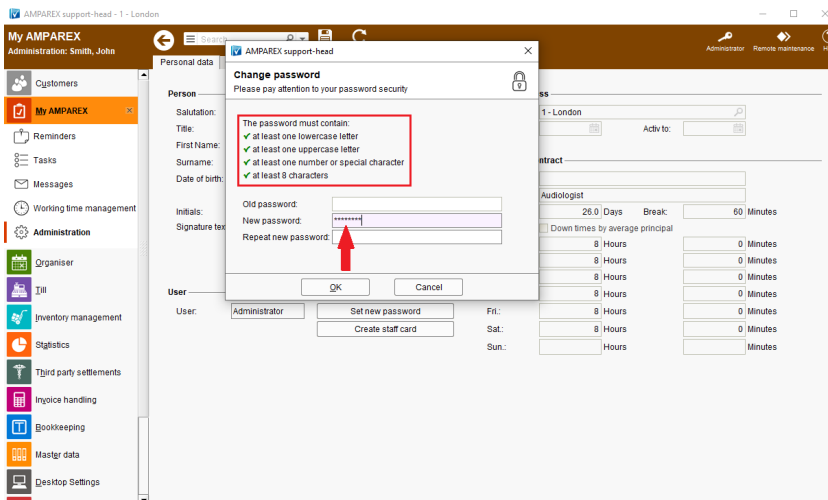 AMPAREX support-head - 1 - London
My AMPAREX
Administration: Smith, John
Search
Administrator
Remote maintenance
Personal data
Customers
My AMPAREX
Reminders
Tasks
Messages
Working time management
Administration
Organiser
Till
Inventory management
Statistics
Third party settlements
Invoice handling
Bookkeeping
Master data
Desktop Settings
Person
Salutation:
Title:
First Name:
Surname:
Date of birth:
Initials:
Signature tex
User
User: Administrator
Set new password
Create staff card
AMPAREX support-head
Change password
Please pay attention to your password security
The password must contain:
✔ at least one lowercase letter
✔ at least one uppercase letter
✔ at least one number or special character
✔ at least 8 characters
Old password:
New password: ********
Repeat new password:
OK Cancel
1 - London
Activ to:
ntract
Audiologist
26.0 Days Break: 60 Minutes
Down times by average principal
8 Hours 0 Minutes
8 Hours 0 Minutes
8 Hours 0 Minutes
8 Hours 0 Minutes
Fri.: 8 Hours 0 Minutes
Sat.: 8 Hours 0 Minutes
Sun.: Hours Minutes